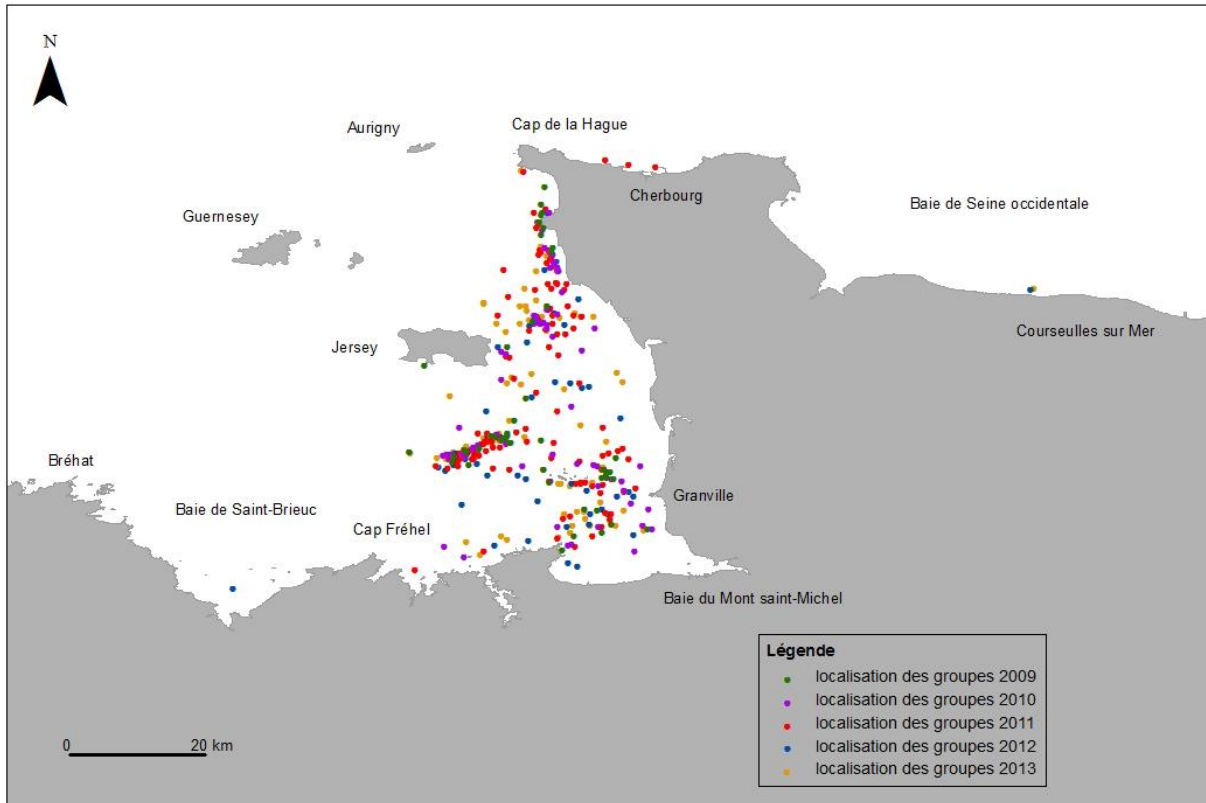 N
Aurigny
Cap de la Hague
Cherbourg
Guernesey
Baie de Seine occidentale
Courseulles sur Mer
Jersey
Bréhat
Granville
Baie de Saint-Brieuc
Cap Fréhel
Baie du Mont saint-Michel
Légende
localisation des groupes 2009
localisation des groupes 2010
localisation des groupes 2011
localisation des groupes 2012
localisation des groupes 2013
0 20 km